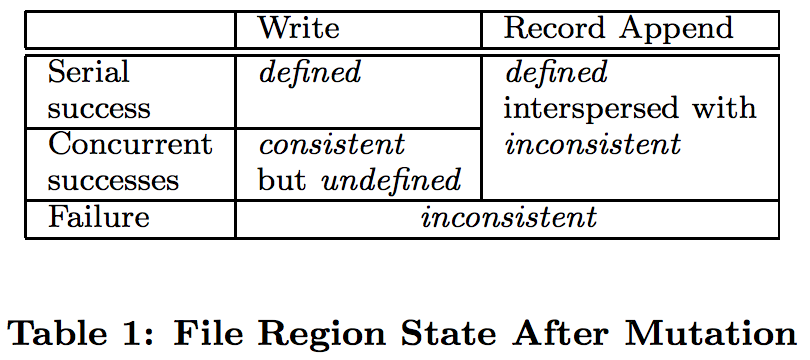 Write Record Append
Serial defined defined
success interspersed with
Concurrent consistent inconsistent
successes but undefined
Failure inconsistent
Table 1: File Region State After Mutation